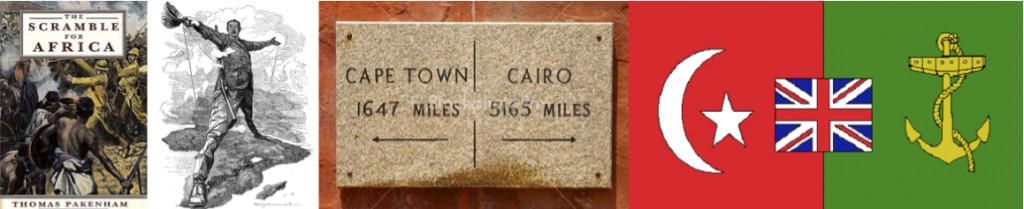 THE
SCRAMBLE
FOR
AFRICA
THOMAS PAKENHAM
CAPE TOWN
1647 MILES
CAIRO
5165 MILES